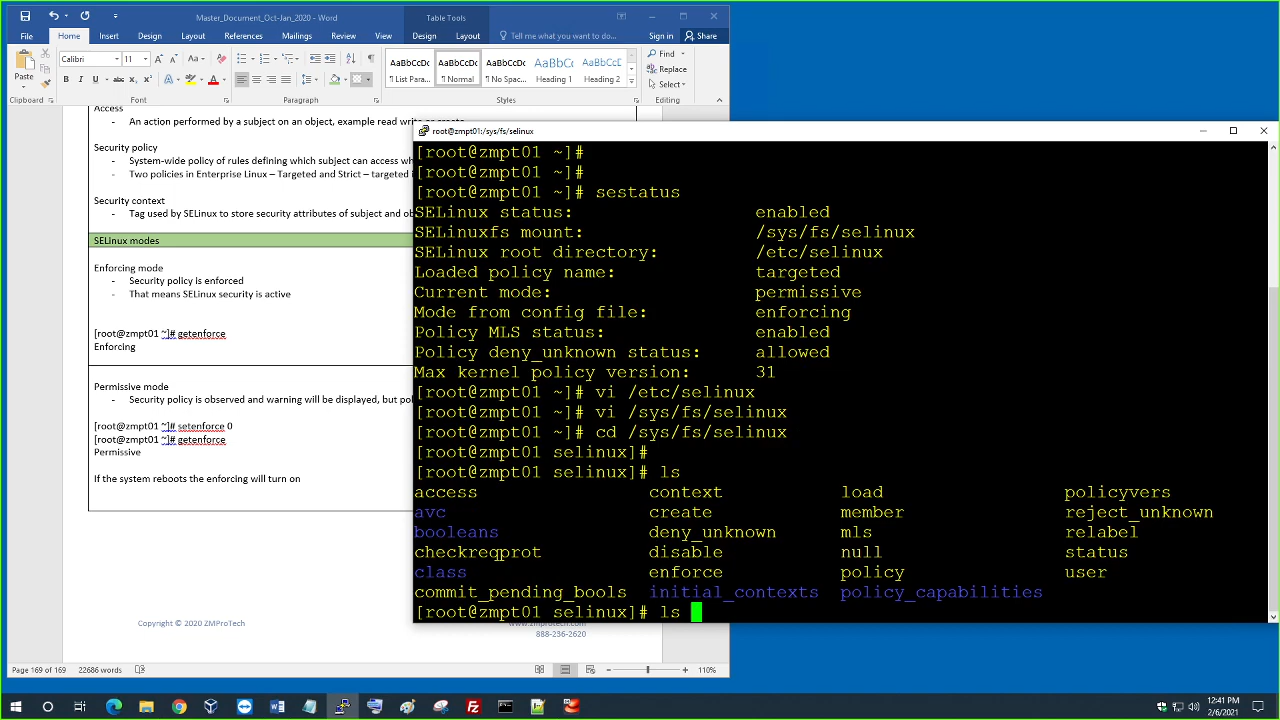 Master_Document_Oct-Jan_2020 - Word
Table Tools
File Home Insert Design Layout References Mailings Review View Design Layout Tell me what you want to do... Sign in Share
Paste
Calibri 11
Clipboard Font Paragraph Styles Editing
AaBbCcDc AaBbCcDc AaBbCcDc AaBbCc AaBbCcC
¶ List Para... ¶ Normal ¶ No Spac... Heading 1 Heading 2
Find
Replace
Select
Access
- An action performed by a subject on an object, example read write or create
Security policy
- System-wide policy of rules defining which subject can access wh
- Two policies in Enterprise Linux – Targeted and Strict – targeted i
Security context
- Tag used by SELinux to store security attributes of subject and ob
SELinux modes
Enforcing mode
- Security policy is enforced
- That means SELinux security is active
[root@zmpt01 ~]# getenforce
Enforcing
Permissive mode
- Security policy is observed and warning will be displayed, but pol
[root@zmpt01 ~]# setenforce 0
[root@zmpt01 ~]# getenforce
Permissive
If the system reboots the enforcing will turn on
Copyright © 2020 ZMProTech
www.zmprotech.com
888-236-2620
Page 169 of 169 22686 words
110%
root@zmpt01:/sys/fs/selinux
[root@zmpt01 ~]#
[root@zmpt01 ~]#
[root@zmpt01 ~]# sestatus
SELinux status: enabled
SELinuxfs mount: /sys/fs/selinux
SELinux root directory: /etc/selinux
Loaded policy name: targeted
Current mode: permissive
Mode from config file: enforcing
Policy MLS status: enabled
Policy deny_unknown status: allowed
Max kernel policy version: 31
[root@zmpt01 ~]# vi /etc/selinux
[root@zmpt01 ~]# vi /sys/fs/selinux
[root@zmpt01 ~]# cd /sys/fs/selinux
[root@zmpt01 selinux]#
[root@zmpt01 selinux]# ls
access context load policyvers
avc create member reject_unknown
booleans deny_unknown mls relabel
checkreqprot disable null status
class enforce policy user
commit_pending_bools initial_contexts policy_capabilities
[root@zmpt01 selinux]# ls
12:41 PM
2/6/2021